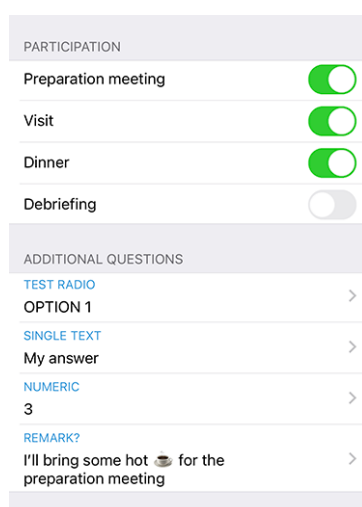 PARTICIPATION
Preparation meeting
Visit
Dinner
Debriefing
ADDITIONAL QUESTIONS
TEST RADIO
OPTION 1
SINGLE TEXT
My answer
NUMERIC
3
REMARK?
I'll bring some hot ☕ for the
preparation meeting